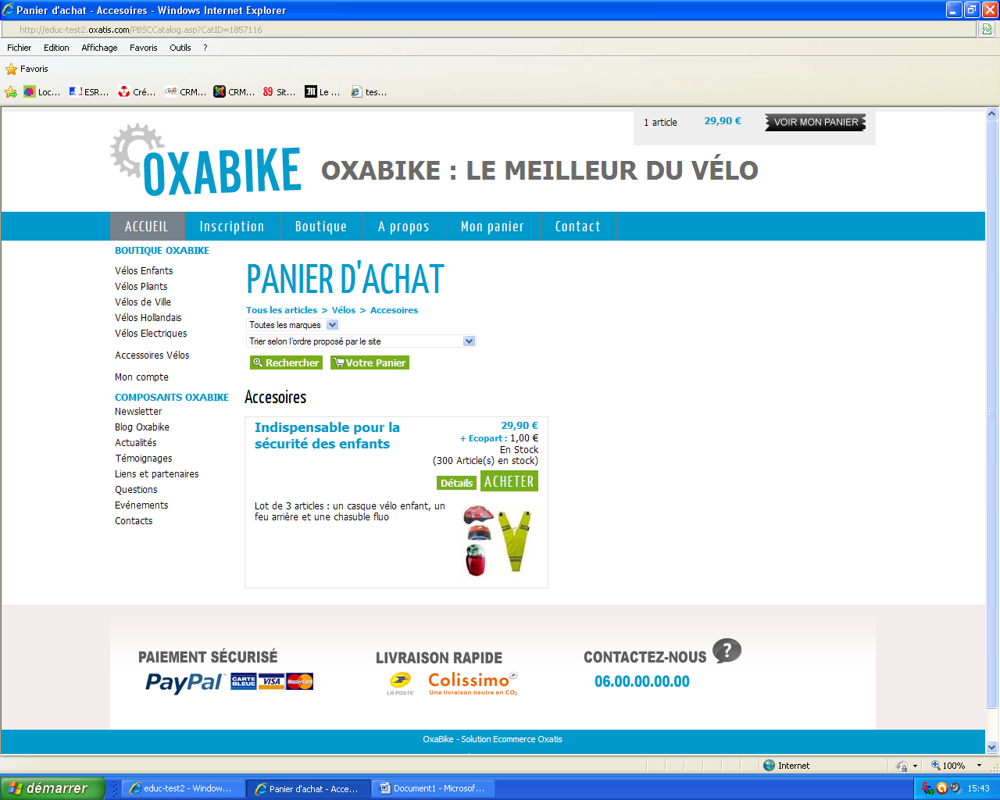 Panier d'achat - Accesoires - Windows Internet Explorer
http://educ-test2.oxatis.com/PBSCCatalog.asp?CatID=1857116
Fichier Edition Affichage Favoris Outils ?
Favoris
Loc... ESR... Cré... CRM... CRM... 89 Sit... M Le ... tes...
1 article 29,90 € VOIR MON PANIER
OXABIKE
OXABIKE : LE MEILLEUR DU VÉLO
ACCUEIL Inscription Boutique A propos Mon panier Contact
BOUTIQUE OXABIKE
Vélos Enfants
Vélos Pliants
Vélos de Ville
Vélos Hollandais
Vélos Electriques
Accessoires Vélos
Mon compte
COMPOSANTS OXABIKE
Newsletter
Blog Oxabike
Actualités
Témoignages
Liens et partenaires
Questions
Evénements
Contacts
PANIER D'ACHAT
Tous les articles > Vélos > Accesoires
Toutes les marques
Trier selon l'ordre proposé par le site
Rechercher Votre Panier
Accesoires
Indispensable pour la
sécurité des enfants
29,90 €
+ Ecopart : 1,00 €
En Stock
(300 Article(s) en stock)
Détails ACHETER
Lot de 3 articles : un casque vélo enfant, un
feu arrière et une chasuble fluo
PAIEMENT SÉCURISÉ
PayPal CARTE BLEUE VISA MasterCard
LIVRAISON RAPIDE
LA POSTE
Colissimo
Une livraison neutre en CO2
CONTACTEZ-NOUS ?
06.00.00.00.00
OxaBike - Solution Ecommerce Oxatis
Internet 100%
démarrer educ-test2 - Window... Panier d'achat - Acce... Document1 - Microsof... 15:43